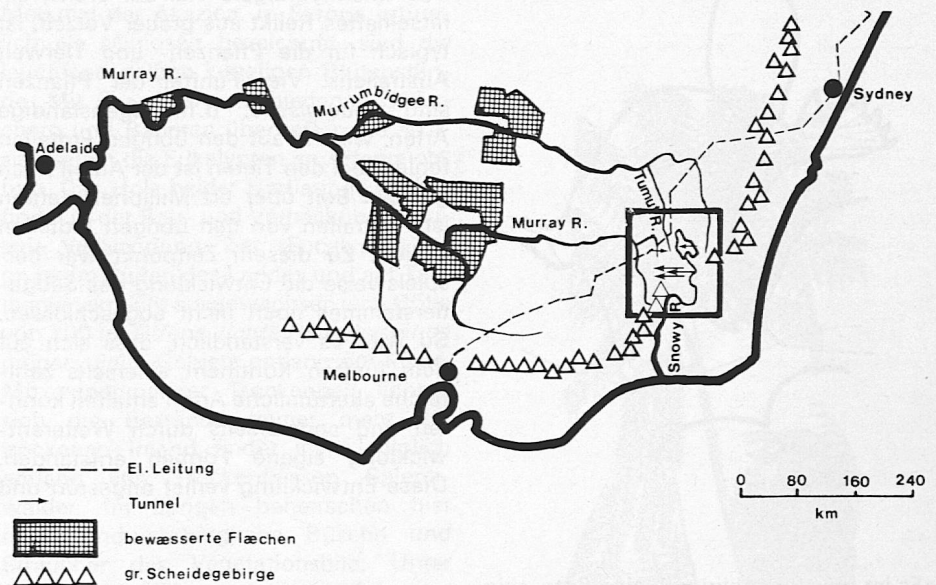 Murray R.
Murrumbidgee R.
Sydney
Adelaide
Tumut R.
Murray R.
Snowy R.
Melbourne
El. Leitung
Tunnel
bewæsserte Flæchen
gr. Scheidegebirge
0 80 160 240
km